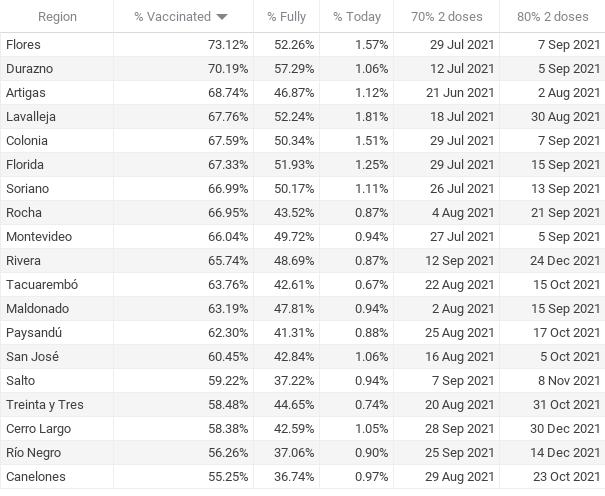 Region % Vaccinated % Fully % Today 70% 2 doses 80% 2 doses
Flores 73.12% 52.26% 1.57% 29 Jul 2021 7 Sep 2021
Durazno 70.19% 57.29% 1.06% 12 Jul 2021 5 Sep 2021
Artigas 68.74% 46.87% 1.12% 21 Jun 2021 2 Aug 2021
Lavalleja 67.76% 52.24% 1.81% 18 Jul 2021 30 Aug 2021
Colonia 67.59% 50.34% 1.51% 29 Jul 2021 7 Sep 2021
Florida 67.33% 51.93% 1.25% 29 Jul 2021 15 Sep 2021
Soriano 66.99% 50.17% 1.11% 26 Jul 2021 13 Sep 2021
Rocha 66.95% 43.52% 0.87% 4 Aug 2021 21 Sep 2021
Montevideo 66.04% 49.72% 0.94% 27 Jul 2021 5 Sep 2021
Rivera 65.74% 48.69% 0.87% 12 Sep 2021 24 Dec 2021
Tacuarembó 63.76% 42.61% 0.67% 22 Aug 2021 15 Oct 2021
Maldonado 63.19% 47.81% 0.94% 2 Aug 2021 15 Sep 2021
Paysandú 62.30% 41.31% 0.88% 25 Aug 2021 17 Oct 2021
San José 60.45% 42.84% 1.06% 16 Aug 2021 5 Oct 2021
Salto 59.22% 37.22% 0.94% 7 Sep 2021 8 Nov 2021
Treinta y Tres 58.48% 44.65% 0.74% 20 Aug 2021 31 Oct 2021
Cerro Largo 58.38% 42.59% 1.05% 28 Sep 2021 30 Dec 2021
Río Negro 56.26% 37.06% 0.90% 25 Sep 2021 14 Dec 2021
Canelones 55.25% 36.74% 0.97% 29 Aug 2021 23 Oct 2021